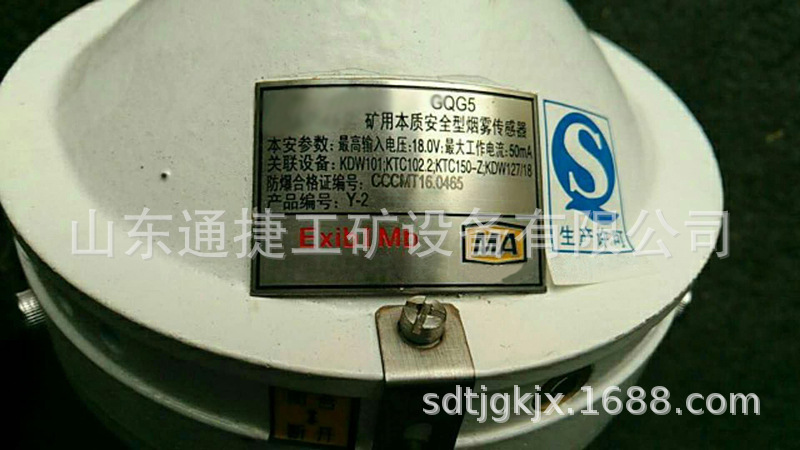 GQG5
矿用本质安全型烟雾传感器
本安参数: 最高输入电压:18.0V;最大工作电流:50mA
关联设备: KDW101;KTC102.2;KTC150-Z;KDW127/18
防爆合格证编号: CCCMT16.0465
产品编号: Y-2
ExibⅠMb
MA
S
生产许可
山东通捷工矿设备有限公司
断开
sdtjgkjx.1688.com